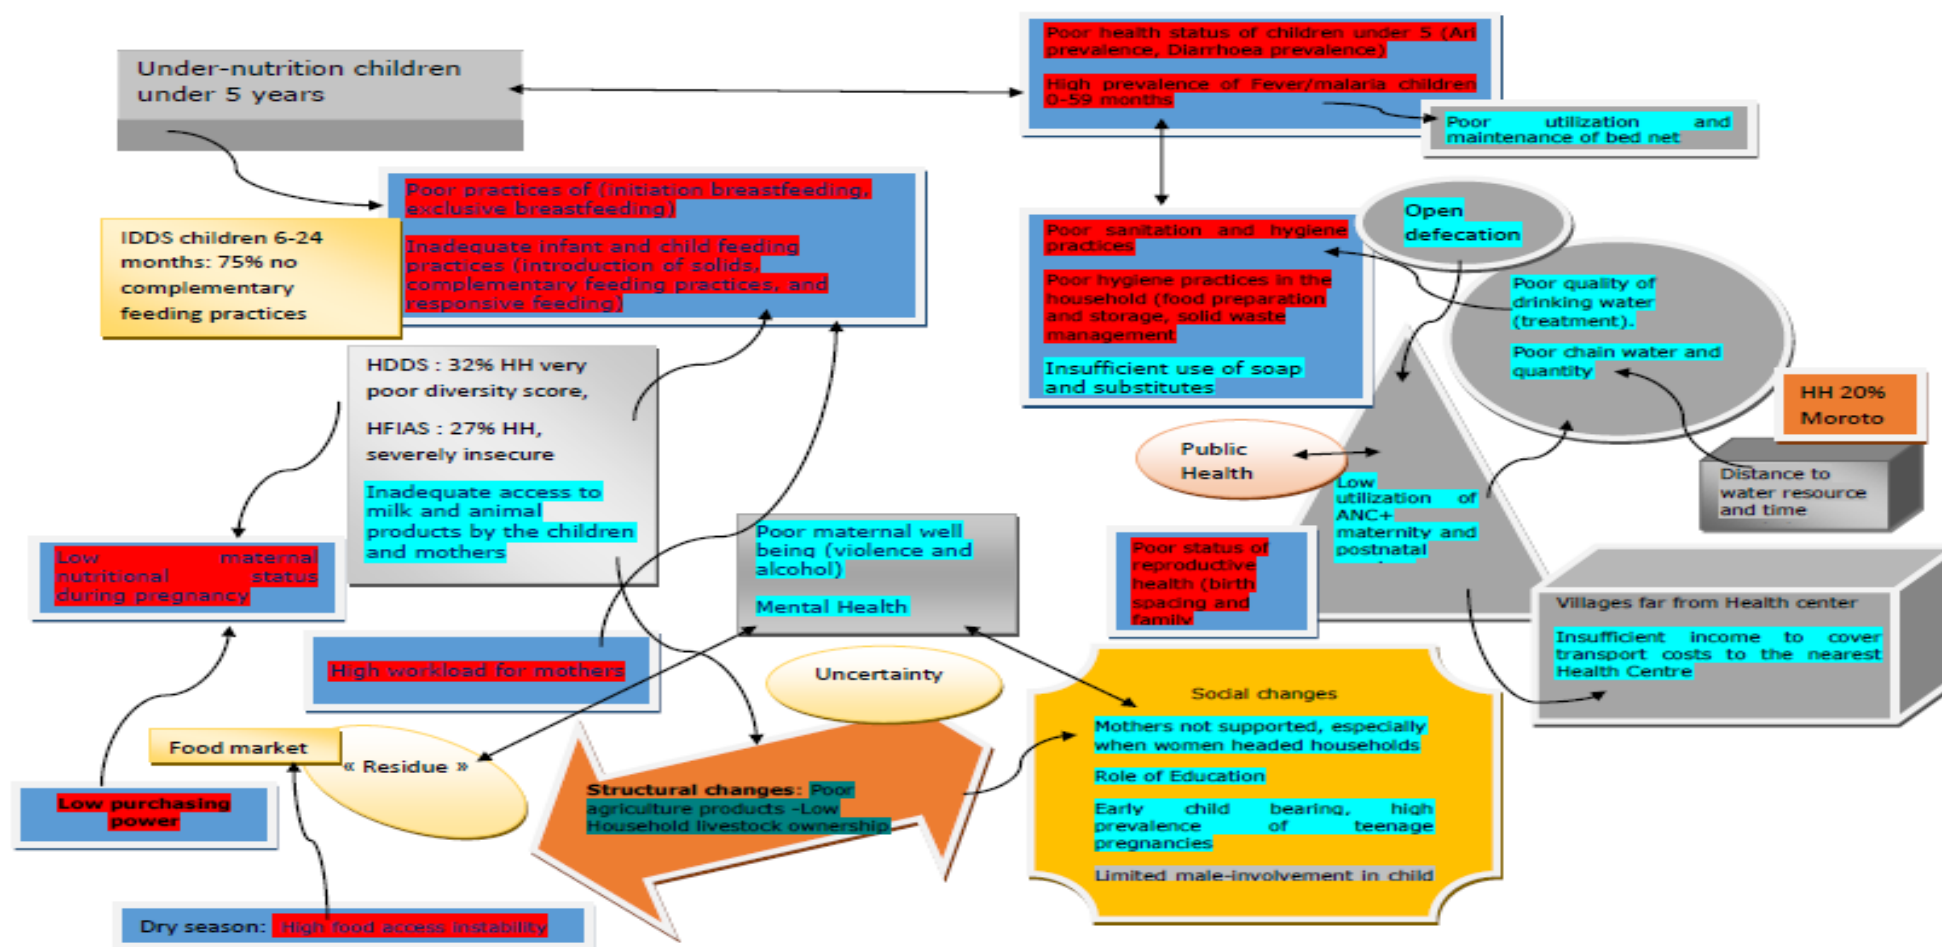 Under-nutrition children
under 5 years
Poor health status of children under 5 (Ari
prevalence, Diarrhoea prevalence)
High prevalence of Fever/malaria children
0-59 months
Poor utilization and
maintenance of bed net
Poor practices of (initiation breastfeeding,
exclusive breastfeeding)
Inadequate infant and child feeding
practices (introduction of solids,
complementary feeding practices, and
responsive feeding)
IDDS children 6-24
months: 75% no
complementary
feeding practices
Open
defecation
Poor sanitation and hygiene
practices
Poor hygiene practices in the
household (food preparation
and storage, solid waste
management
Insufficient use of soap
and substitutes
Poor quality of
drinking water
(treatment).
Poor chain water and
quantity
HH 20%
Moroto
Distance to
water resource
and time
HDDS : 32% HH very
poor diversity score,
HFIAS : 27% HH,
severely insecure
Inadequate access to
milk and animal
products by the children
and mothers
Public
Health
Low
utilization of
ANC+
maternity and
postnatal
Low maternal
nutritional status
during pregnancy
Poor maternal well
being (violence and
alcohol)
Mental Health
Poor status of
reproductive
health (birth
spacing and
family
Villages far from Health center
Insufficient income to cover
transport costs to the nearest
Health Centre
High workload for mothers
Uncertainty
Social changes
Mothers not supported, especially
when women headed households
Role of Education
Early child bearing, high
prevalence of teenage
pregnancies
Limited male-involvement in child
Food market
« Residue »
Structural changes: Poor
agriculture products -Low
Household livestock ownership
Low purchasing
power
Dry season: High food access instability